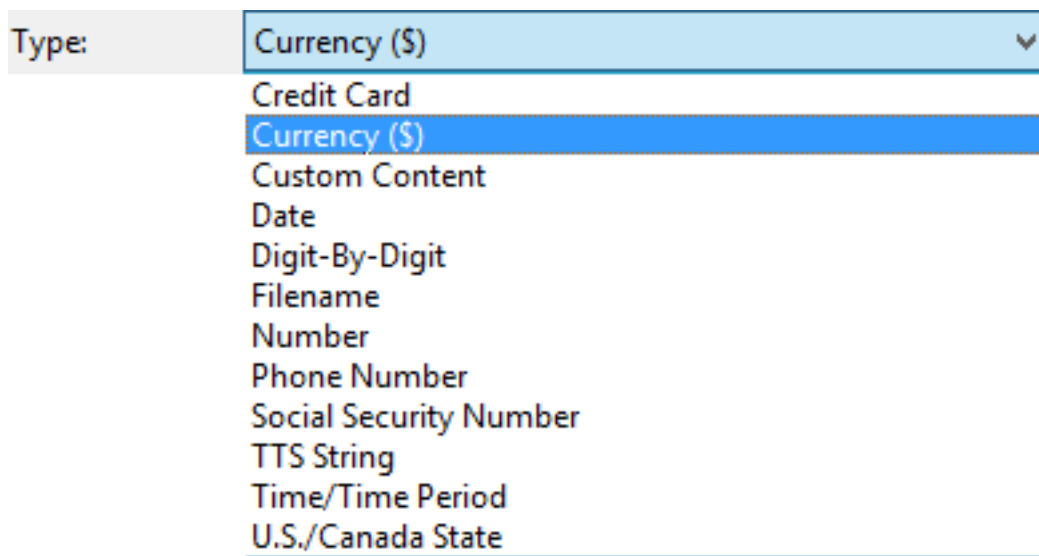 Type: Currency ($)
Credit Card
Currency ($)
Custom Content
Date
Digit-By-Digit
Filename
Number
Phone Number
Social Security Number
TTS String
Time/Time Period
U.S./Canada State